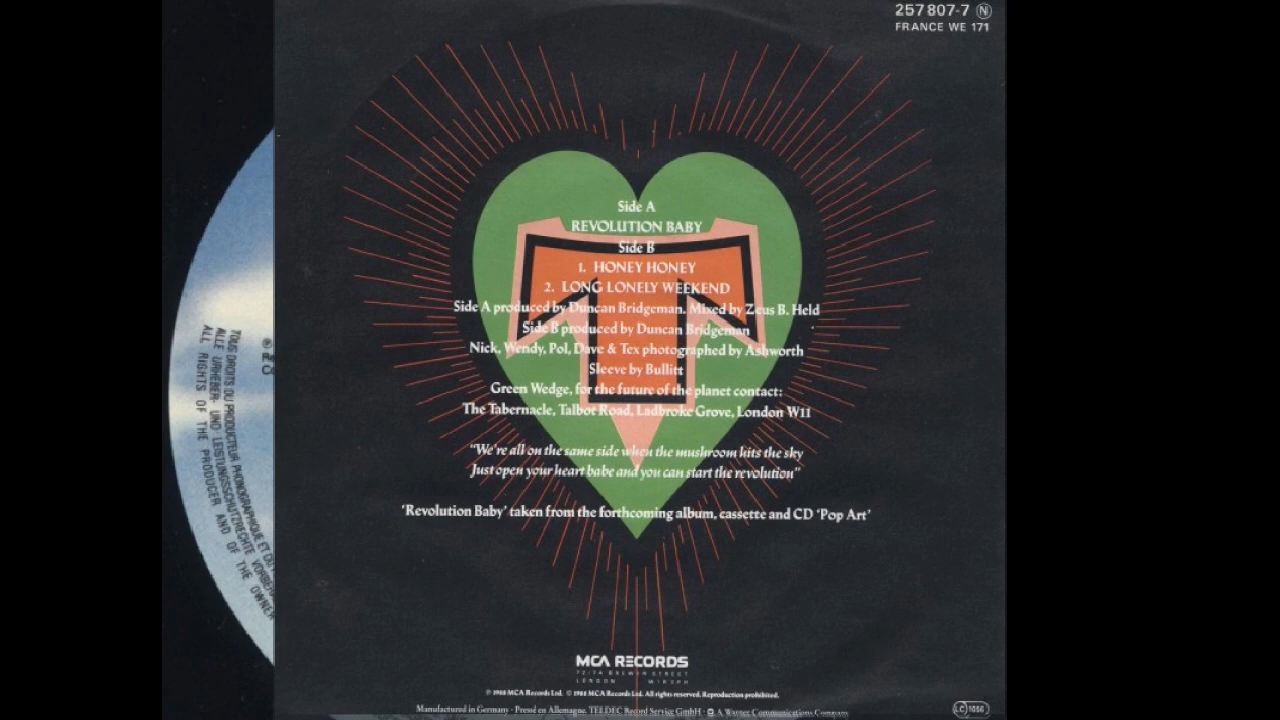 257 807-7 N
FRANCE WE 171
Side A
REVOLUTION BABY
Side B
1. HONEY HONEY
2. LONG LONELY WEEKEND
Side A produced by Duncan Bridgeman. Mixed by Zeus B. Held
Side B produced by Duncan Bridgeman
Nick, Wendy, Pol, Dave & Tex photographed by Ashworth
Sleeve by Bullitt
Green Wedge, for the future of the planet contact:
The Tabernacle, Talbot Road, Ladbroke Grove, London W11
"We're all on the same side when the mushroom hits the sky
Just open your heart babe and you can start the revolution"
'Revolution Baby' taken from the forthcoming album, cassette and CD 'Pop Art'
MCA RECORDS
72/74 BREWER STREET
LONDON
℗ 1988 MCA Records Ltd. © 1988 MCA Records Ltd. All rights reserved. Reproduction prohibited.
Manufactured in Germany · Pressé en Allemagne. TELDEC Record Service GmbH · A Warner Communications Company
LC 1056
TOUS DROITS DU PRODUCTEUR PHONOGRAPHIQUE ET DU
ALLE URHEBER- UND LEISTUNGSSCHUTZRECHTE
ALL RIGHTS OF THE PRODUCER AND OF THE OWNER